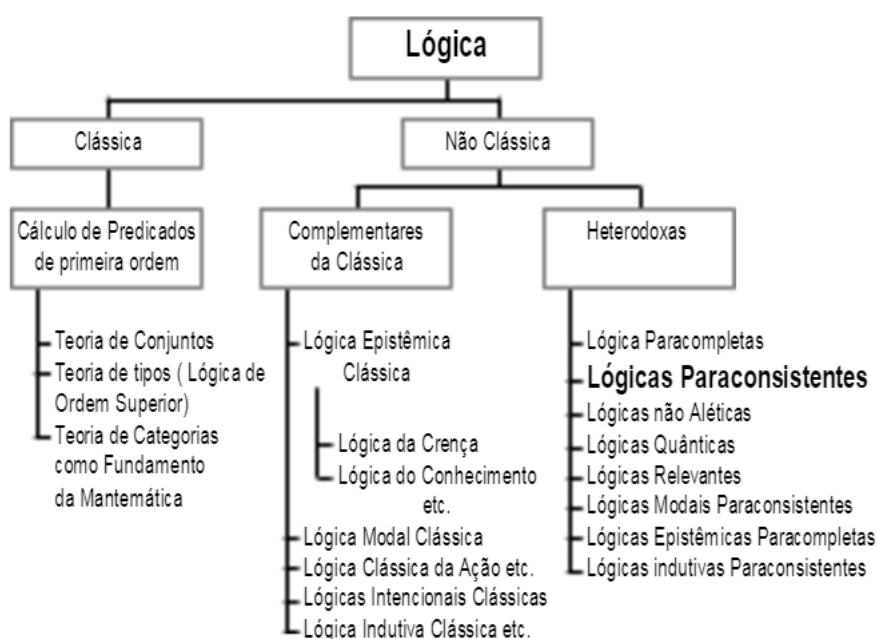 Lógica
Clássica
Não Clássica
Cálculo de Predicados
de primeira ordem
Complementares
da Clássica
Heterodoxas
Teoria de Conjuntos
Teoria de tipos ( Lógica de
Ordem Superior)
Teoria de Categorias
como Fundamento
da Mantemática
Lógica Epistêmica
Clássica
Lógica da Crença
Lógica do Conhecimento
etc.
Lógica Modal Clássica
Lógica Clássica da Ação etc.
Lógicas Intencionais Clássicas
Lógica Indutiva Clássica etc.
Lógica Paracompletas
Lógicas Paraconsistentes
Lógicas não Aléticas
Lógicas Quânticas
Lógicas Relevantes
Lógicas Modais Paraconsistentes
Lógicas Epistêmicas Paracompletas
Lógicas indutivas Paraconsistentes